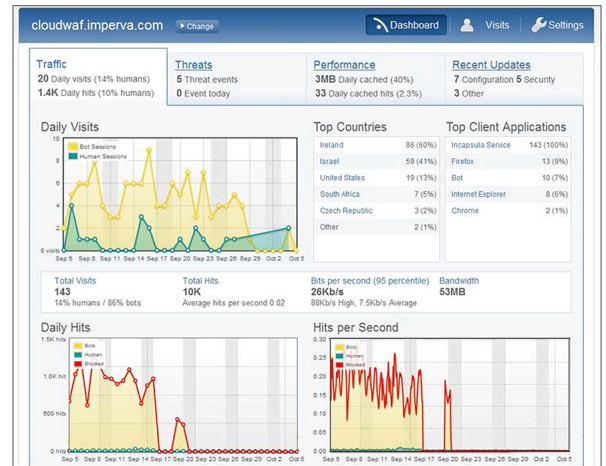 cloudwaf.imperva.com Change Dashboard Visits Settings
Traffic
20 Daily visits (14% humans)
1.4K Daily hits (10% humans)
Threats
5 Threat events
0 Event today
Performance
3MB Daily cached (40%)
33 Daily cached hits (2.3%)
Recent Updates
7 Configuration 5 Security
3 Other
Daily Visits
10
8
6
4
2
0 visits
Bot Sessions
Human Sessions
Sep 5 Sep 8 Sep 11 Sep 14 Sep 17 Sep 20 Sep 23 Sep 26 Sep 29 Oct 2 Oct 5
Top Countries
Ireland 86 (60%)
Israel 59 (41%)
United States 19 (13%)
South Africa 7 (5%)
Czech Republic 3 (2%)
Other 2 (1%)
Top Client Applications
Incapsula Service 143 (100%)
Firefox 13 (9%)
Bot 10 (7%)
Internet Explorer 8 (6%)
Chrome 2 (1%)
Total Visits
143
14% humans / 86% bots
Total Hits
10K
Average hits per second 0.02
Bits per second (95 percentile)
26Kb/s
88Kb/s High, 7.5Kb/s Average
Bandwidth
53MB
Daily Hits
1.5K hit
1.0K hit
500 hits
0 hits
Bots
Human
Blocked
Sep 5 Sep 8 Sep 11 Sep 14 Sep 17 Sep 20 Sep 23 Sep 26 Sep 29 Oct 2 Oct 5
Hits per Second
0.30
0.25
0.20
0.15
0.10
0.05
0.00
Bots
Human
Blocked
Sep 5 Sep 8 Sep 11 Sep 14 Sep 17 Sep 20 Sep 23 Sep 26 Sep 29 Oct 2 Oct 5